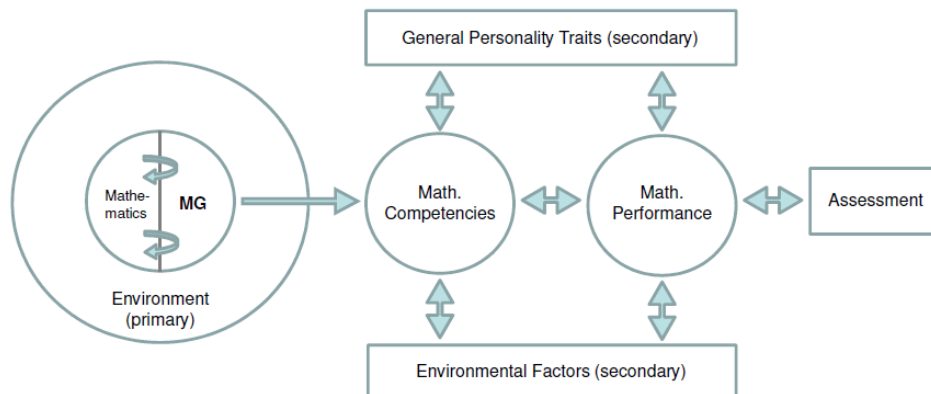 General Personality Traits (secondary)
Mathe-
matics
MG
Math.
Competencies
Math.
Performance
Assessment
Environment
(primary)
Environmental Factors (secondary)